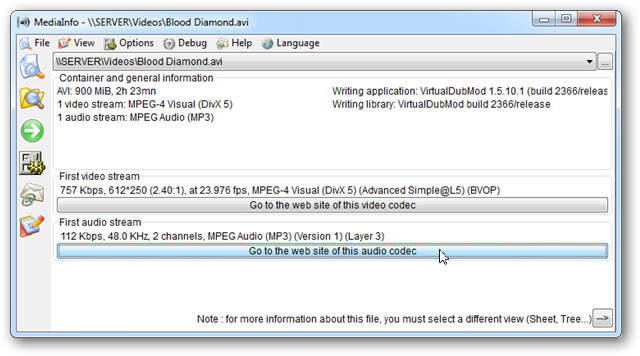 MediaInfo - \\SERVER\Videos\Blood Diamond.avi
File View Options Debug Help Language
\\SERVER\Videos\Blood Diamond.avi ...
Container and general information
AVI: 900 MiB, 2h 23mn Writing application: VirtualDubMod 1.5.10.1 (build 2366/releas
1 video stream: MPEG-4 Visual (DivX 5) Writing library: VirtualDubMod build 2366/release
1 audio stream: MPEG Audio (MP3)
First video stream
757 Kbps, 612*250 (2.40:1), at 23.976 fps, MPEG-4 Visual (DivX 5) (Advanced Simple@L5) (BVOP)
Go to the web site of this video codec
First audio stream
112 Kbps, 48.0 KHz, 2 channels, MPEG Audio (MP3) (Version 1) (Layer 3)
Go to the web site of this audio codec
Note : for more information about this file, you must select a different view (Sheet, Tree...) -->